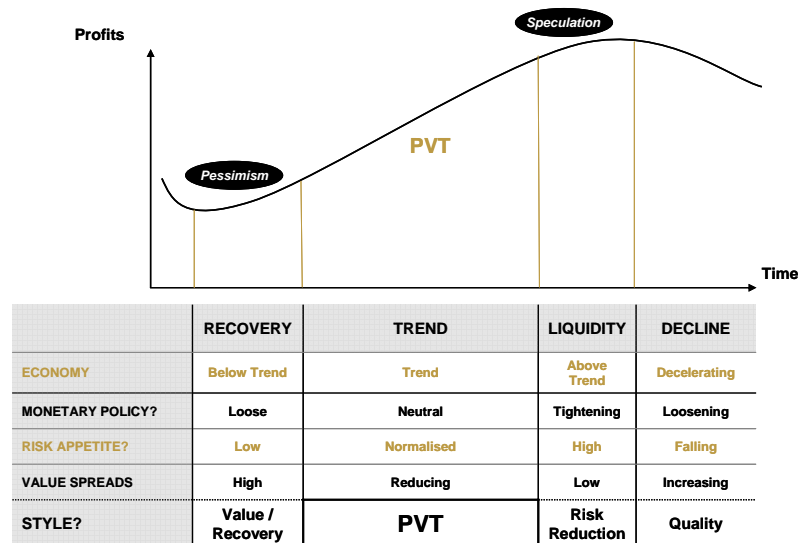 Speculation
Profits
PVT
Pessimism
Time
RECOVERY TREND LIQUIDITY DECLINE
ECONOMY Below Trend Trend Above Trend Decelerating
MONETARY POLICY? Loose Neutral Tightening Loosening
RISK APPETITE? Low Normalised High Falling
VALUE SPREADS High Reducing Low Increasing
STYLE? Value / Recovery PVT Risk Reduction Quality